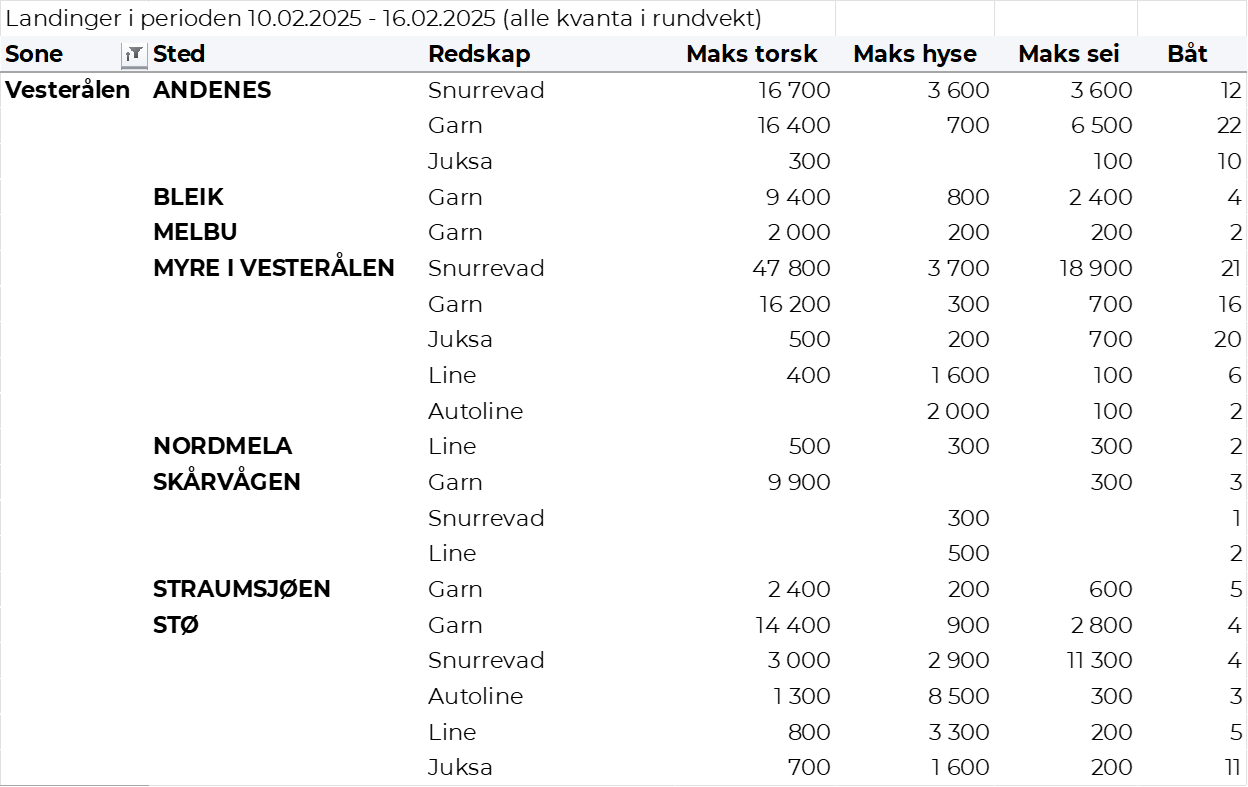 Landinger i perioden 10.02.2025 - 16.02.2025 (alle kvanta i rundvekt)
Sone Sted Redskap Maks torsk Maks hyse Maks sei Båt
Vesterålen ANDENES Snurrevad 16 700 3 600 3 600 12
Garn 16 400 700 6 500 22
Juksa 300 100 10
BLEIK Garn 9 400 800 2 400 4
MELBU Garn 2 000 200 200 2
MYRE I VESTERÅLEN Snurrevad 47 800 3 700 18 900 21
Garn 16 200 300 700 16
Juksa 500 200 700 20
Line 400 1 600 100 6
Autoline 2 000 100 2
NORDMELA Line 500 300 300 2
SKÅRVÅGEN Garn 9 900 300 3
Snurrevad 300 1
Line 500 2
STRAUMSJØEN Garn 2 400 200 600 5
STØ Garn 14 400 900 2 800 4
Snurrevad 3 000 2 900 11 300 4
Autoline 1 300 8 500 300 3
Line 800 3 300 200 5
Juksa 700 1 600 200 11